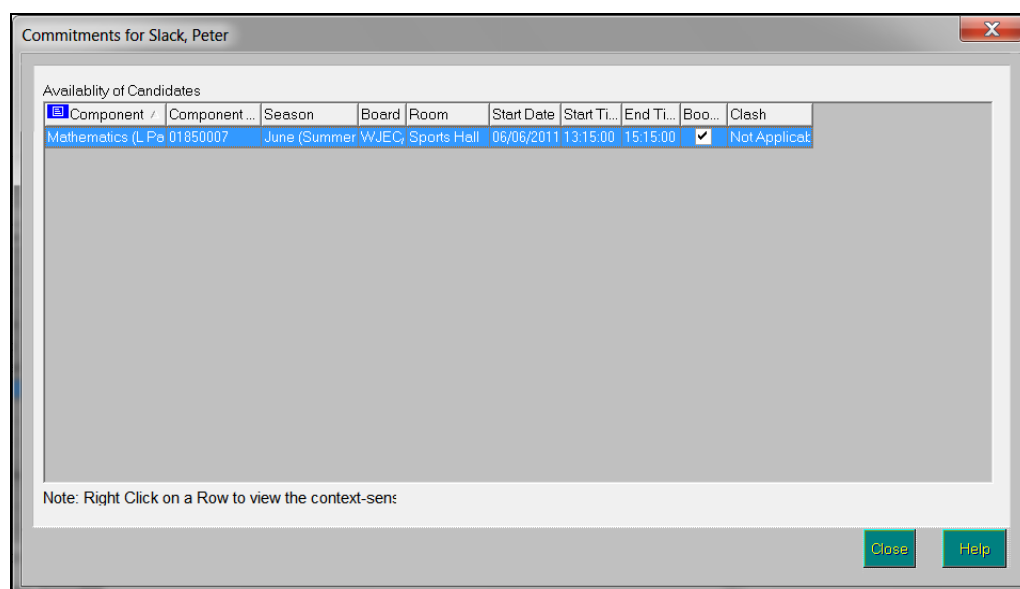 Commitments for Slack, Peter
X
Availablity of Candidates
Component / Component ... Season Board Room Start Date Start Ti... End Ti... Boo... Clash
Mathematics (L Pa 01850007 June (Summer WJEC, Sports Hall 06/06/2011 13:15:00 15:15:00 Not Applicab
Note: Right Click on a Row to view the context-sens
Close Help